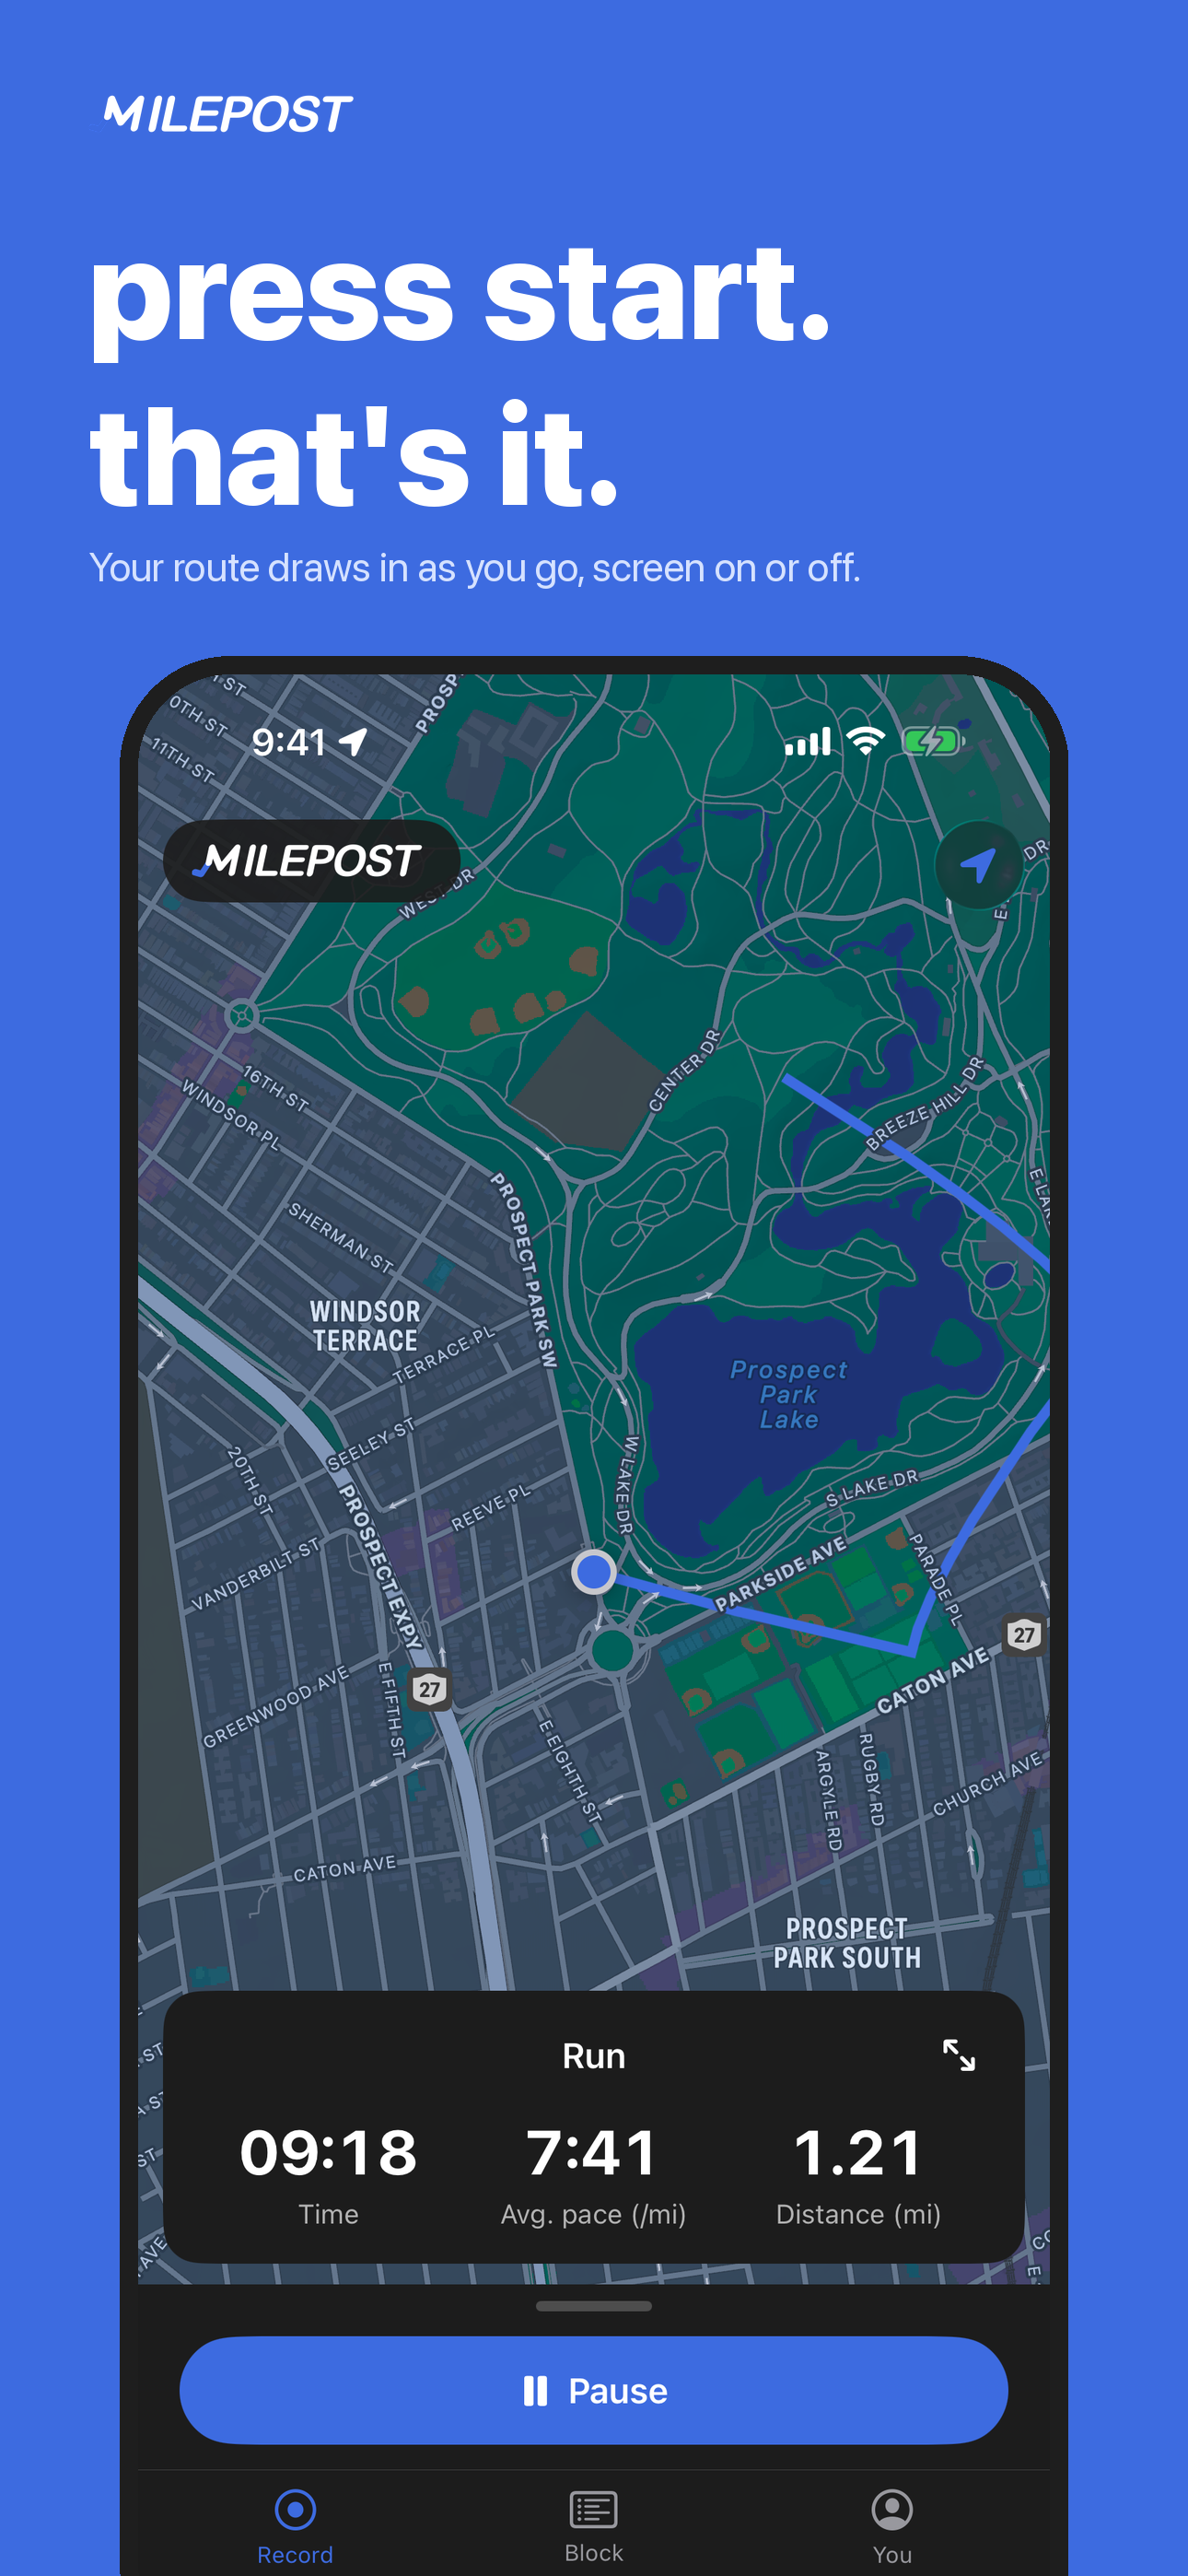 MILEPOST
press start.
that's it.
Your route draws in as you go, screen on or off.
9:41
10TH ST
11TH ST
MILEPOST
WEST DR
16TH ST
WINDSOR PL
CENTER DR
BREEZE HILL DR
PROSPECT PARK SW
SHERMAN ST
WINDSOR
TERRACE
TERRACE PL
Prospect
Park
Lake
SEELEY ST
20TH ST
W LAKE DR
S LAKE DR
PROSPECT EXPY
REEVE PL
VANDERBILT ST
PARKSIDE AVE
PARADE PL
27
27
CATON AVE
GREENWOOD AVE
E FIFTH ST
E EIGHTH ST
ARGYLE RD
RUGBY RD
CHURCH AVE
CATON AVE
PROSPECT
PARK SOUTH
Run
09:18
7:41
1.21
Time
Avg. pace (/mi)
Distance (mi)
Pause
Record
Block
You